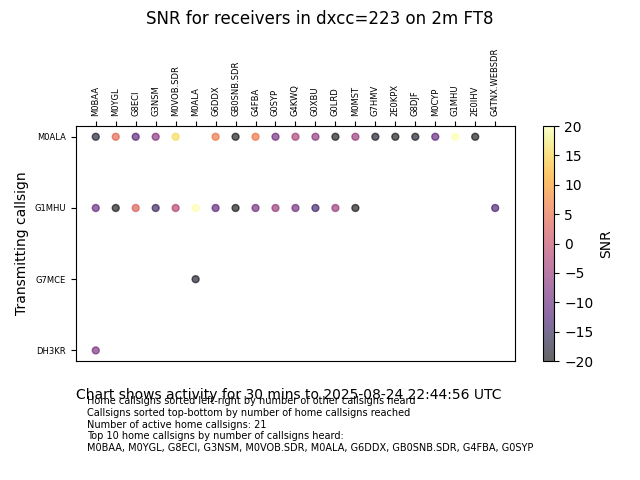 SNR for receivers in dxcc=223 on 2m FT8
M0BAA
M0YGL
G8ECI
G3NSM
M0VOB.SDR
M0ALA
G6DDX
GB0SNB.SDR
G4FBA
G0SYP
G4KWQ
G0XBU
G0LRD
M0MST
G7HMV
2E0KPX
G8DJF
M0CYP
G1MHU
2E0IHV
G4TNX.WEBSDR
Transmitting callsign
M0ALA
G1MHU
G7MCE
DH3KR
20
15
10
5
0
−5
−10
−15
−20
SNR
Chart shows activity for 30 mins to 2025-08-24 22:44:56 UTC
Home callsigns sorted left-right by number of other callsigns heard
Callsigns sorted top-bottom by number of home callsigns reached
Number of active home callsigns: 21
Top 10 home callsigns by number of callsigns heard:
M0BAA, M0YGL, G8ECI, G3NSM, M0VOB.SDR, M0ALA, G6DDX, GB0SNB.SDR, G4FBA, G0SYP